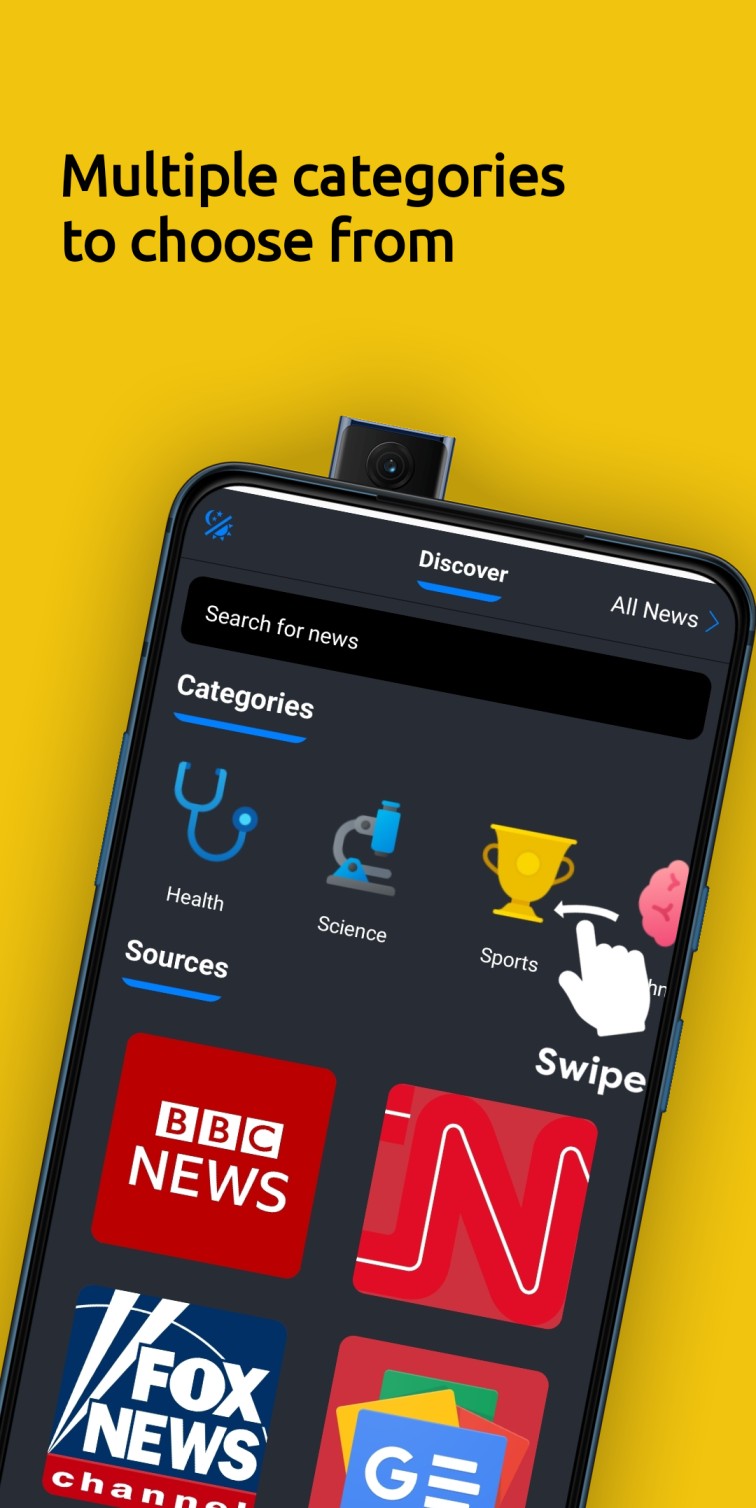 Multiple categories
to choose from
Discover
All News
Search for news
Categories
Health
Science
Sports
Sources
Swipe
BBC
NEWS
FOX
NEWS
channel